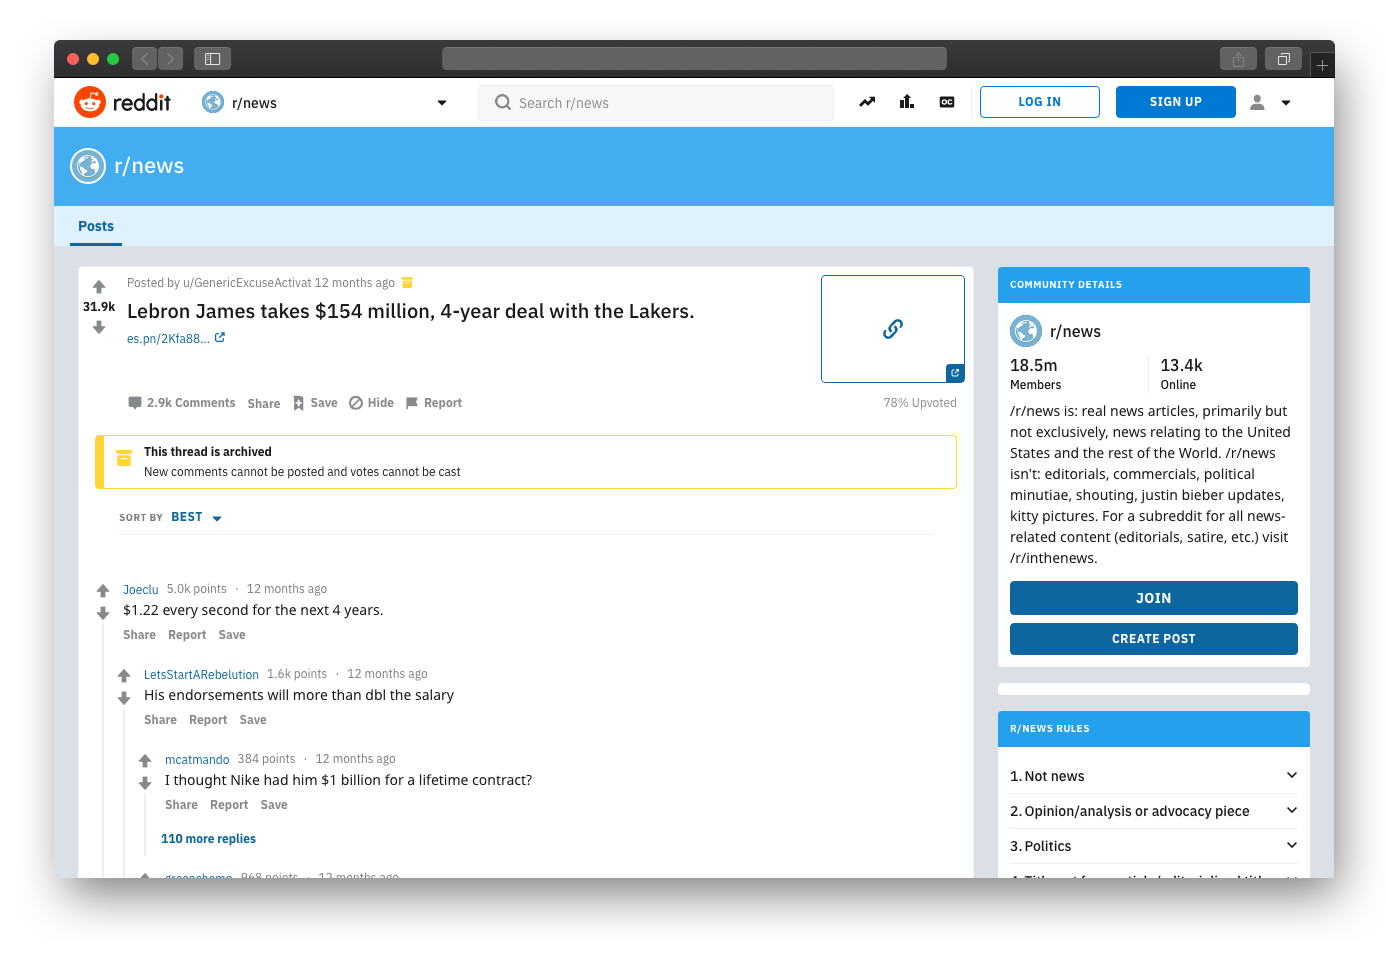 reddit
r/news
Search r/news
OC
LOG IN
SIGN UP
r/news
Posts
31.9k
Posted by u/GenericExcuseActivat 12 months ago
Lebron James takes $154 million, 4-year deal with the Lakers.
es.pn/2Kfa88...
2.9k Comments Share Save Hide Report
78% Upvoted
This thread is archived
New comments cannot be posted and votes cannot be cast
SORT BY BEST
Joeclu 5.0k points · 12 months ago
$1.22 every second for the next 4 years.
Share Report Save
LetsStartARebelution 1.6k points · 12 months ago
His endorsements will more than dbl the salary
Share Report Save
mcatmando 384 points · 12 months ago
I thought Nike had him $1 billion for a lifetime contract?
Share Report Save
110 more replies
968 points · 12 months ago
COMMUNITY DETAILS
r/news
18.5m
Members
13.4k
Online
/r/news is: real news articles, primarily but
not exclusively, news relating to the United
States and the rest of the World. /r/news
isn't: editorials, commercials, political
minutiae, shouting, justin bieber updates,
kitty pictures. For a subreddit for all news-
related content (editorials, satire, etc.) visit
/r/inthenews.
JOIN
CREATE POST
R/NEWS RULES
1. Not news
2. Opinion/analysis or advocacy piece
3. Politics